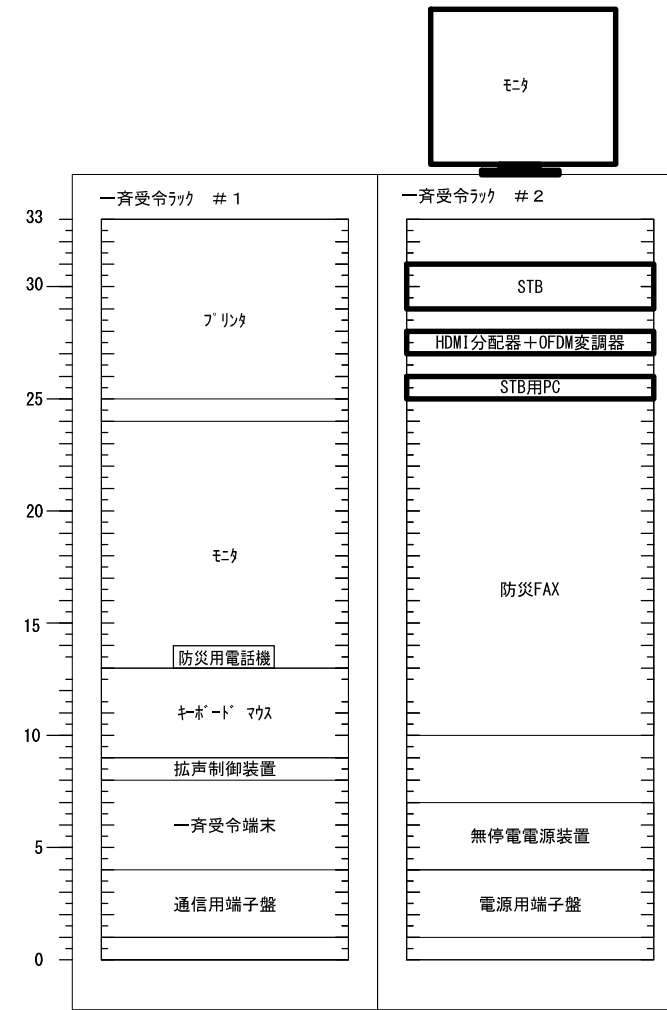 モニタ
一斉受令ラック ＃１
一斉受令ラック ＃２
33
30
25
20
15
10
5
0
プリンタ
モニタ
防災用電話機
キーボード マウス
拡声制御装置
一斉受令端末
通信用端子盤
STB
HDMI分配器＋OFDM変調器
STB用PC
防災FAX
無停電電源装置
電源用端子盤